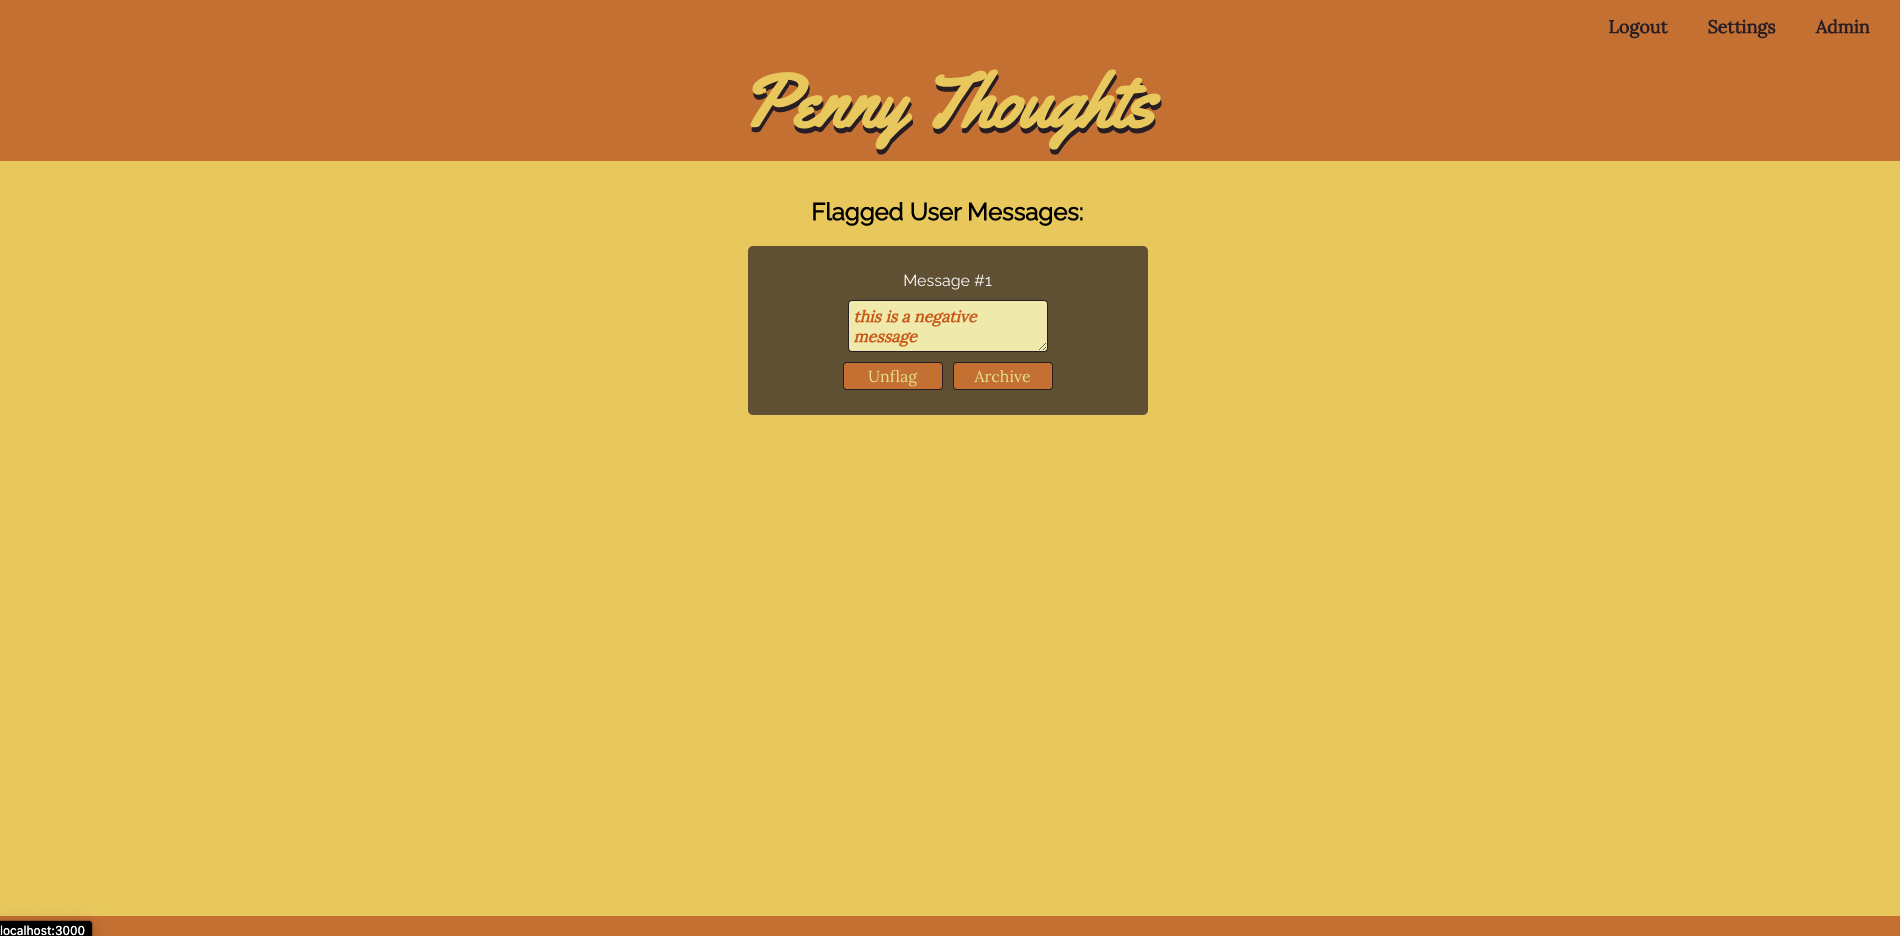 Logout Settings Admin
Penny Thoughts
Flagged User Messages:
Message #1
this is a negative
message
Unflag Archive
localhost:3000